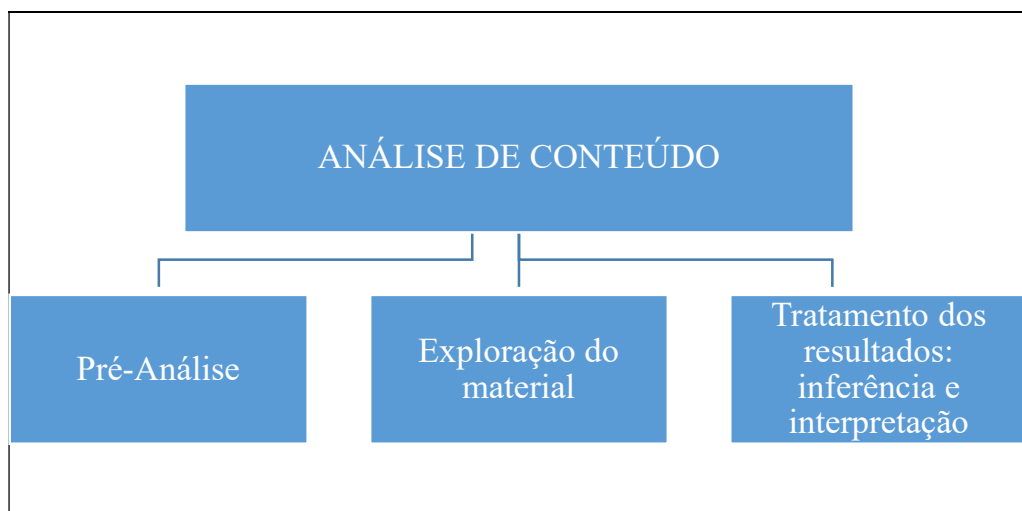 ANÁLISE DE CONTEÚDO
Pré-Análise
Exploração do
material
Tratamento dos
resultados:
inferência e
interpretação